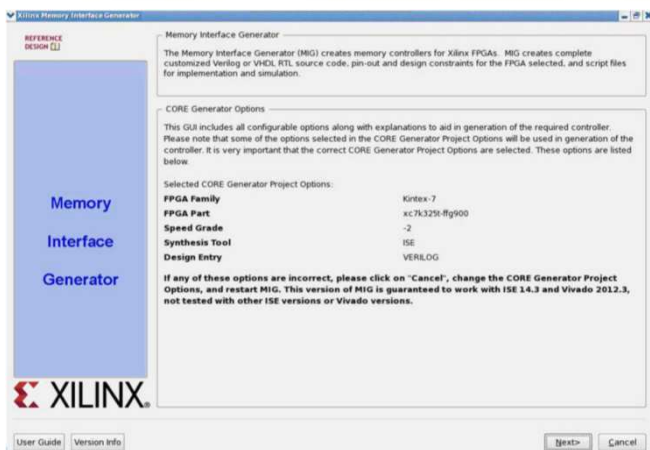 Xilinx Memory Interface Generator
REFERENCE
DESIGN
Memory
Interface
Generator
XILINX
Memory Interface Generator
The Memory Interface Generator (MIG) creates memory controllers for Xilinx FPGAs. MIG creates complete
customized Verilog or VHDL RTL source code, pin-out and design constraints for the FPGA selected, and script files
for implementation and simulation.
CORE Generator Options
This GUI includes all configurable options along with explanations to aid in generation of the required controller.
Please note that some of the options selected in the CORE Generator Project Options will be used in generation of the
controller. It is very important that the correct CORE Generator Project Options are selected. These options are listed
below.
Selected CORE Generator Project Options:
FPGA Family Kintex-7
FPGA Part xc7k325t-ffg900
Speed Grade -2
Synthesis Tool ISE
Design Entry VERILOG
If any of these options are incorrect, please click on "Cancel", change the CORE Generator Project
Options, and restart MIG. This version of MIG is guaranteed to work with ISE 14.3 and Vivado 2012.3,
not tested with other ISE versions or Vivado versions.
User Guide Version Info Next> Cancel